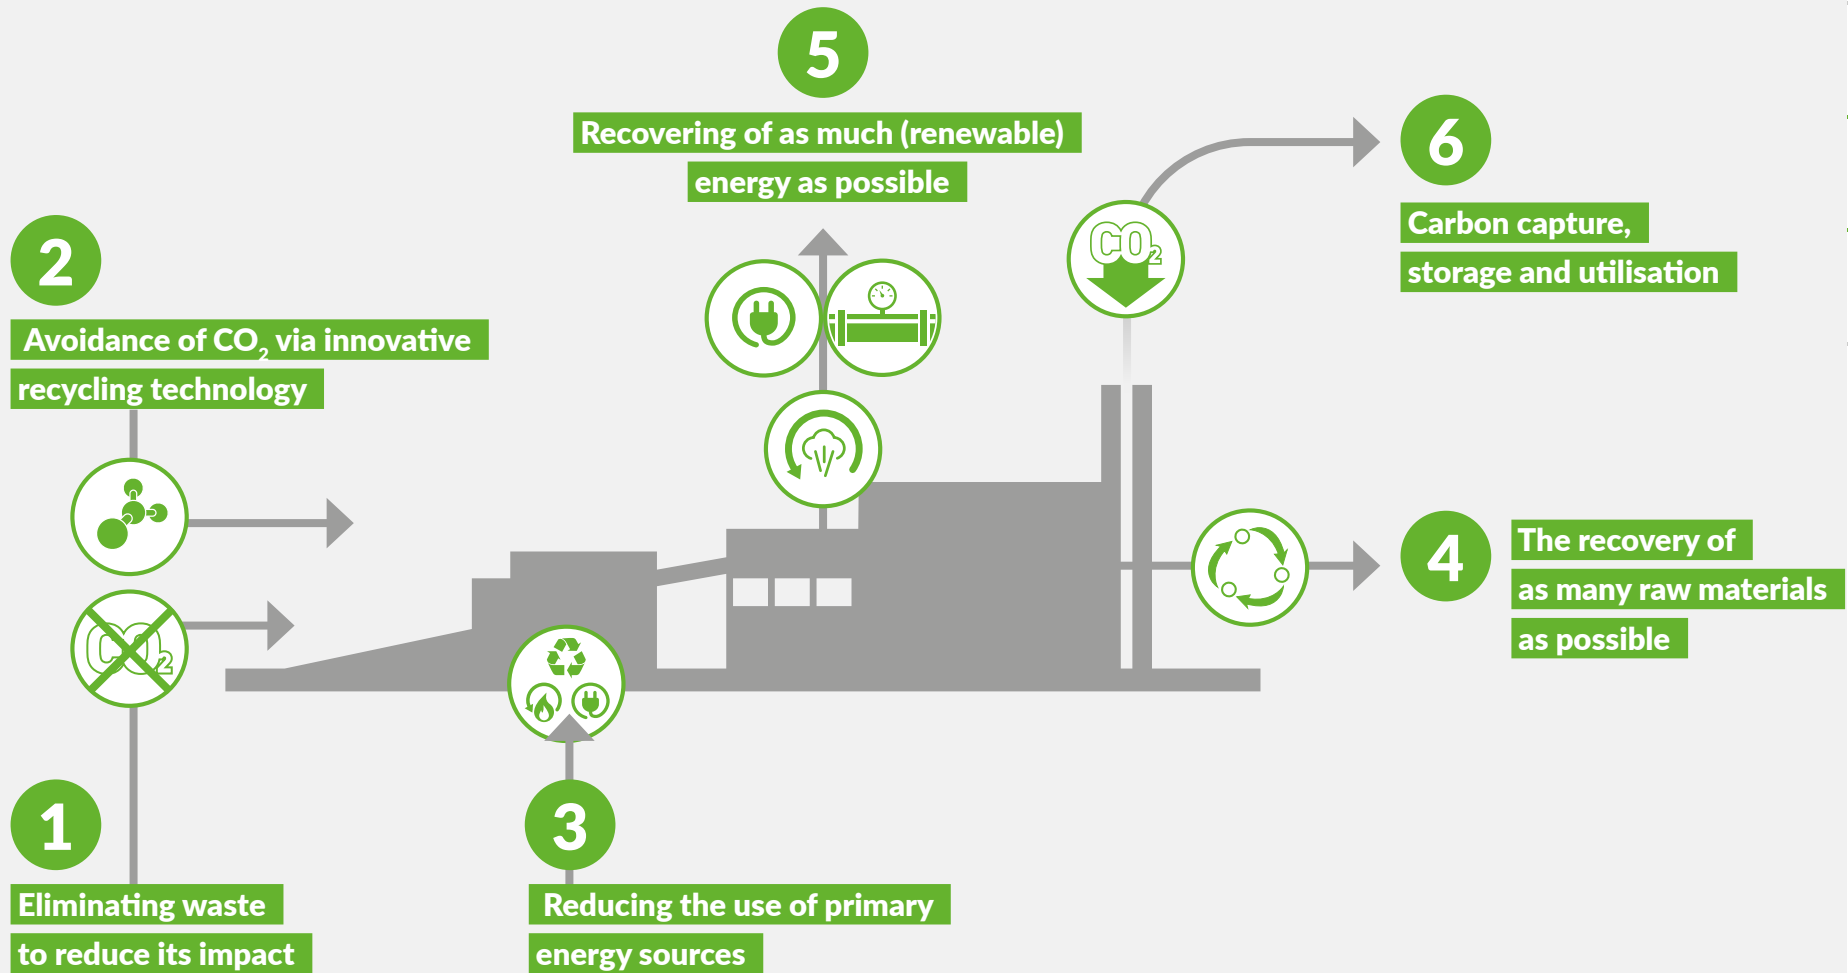 5
Recovering of as much (renewable)
energy as possible
6
Carbon capture,
storage and utilisation
CO2
2
Avoidance of CO2 via innovative
recycling technology
4
The recovery of
as many raw materials
as possible
CO2
1
Eliminating waste
to reduce its impact
3
Reducing the use of primary
energy sources